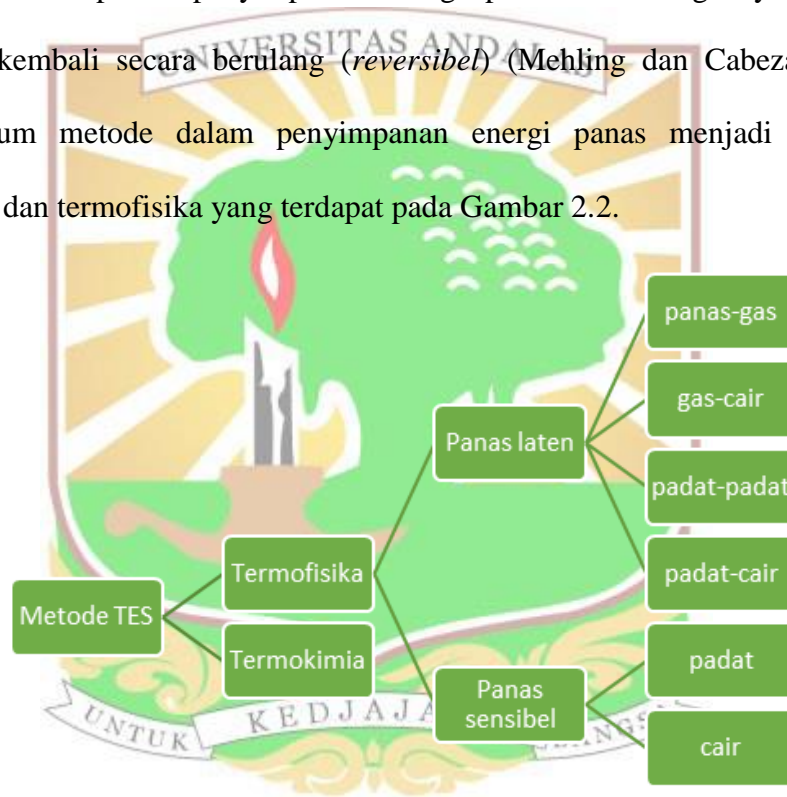 kembali secara berulang (reversibel) (Mehling dan Cabeza
metode dalam penyimpanan energi panas menjadi
dan termofisika yang terdapat pada Gambar 2.2.
UNIVERSITAS ANDALAS
panas-gas
gas-cair
Panas laten
padat-padat
Termofisika
padat-cair
Metode TES
Termokimia
padat
Panas
sensibel
cair
UNTUK KEDJAJA